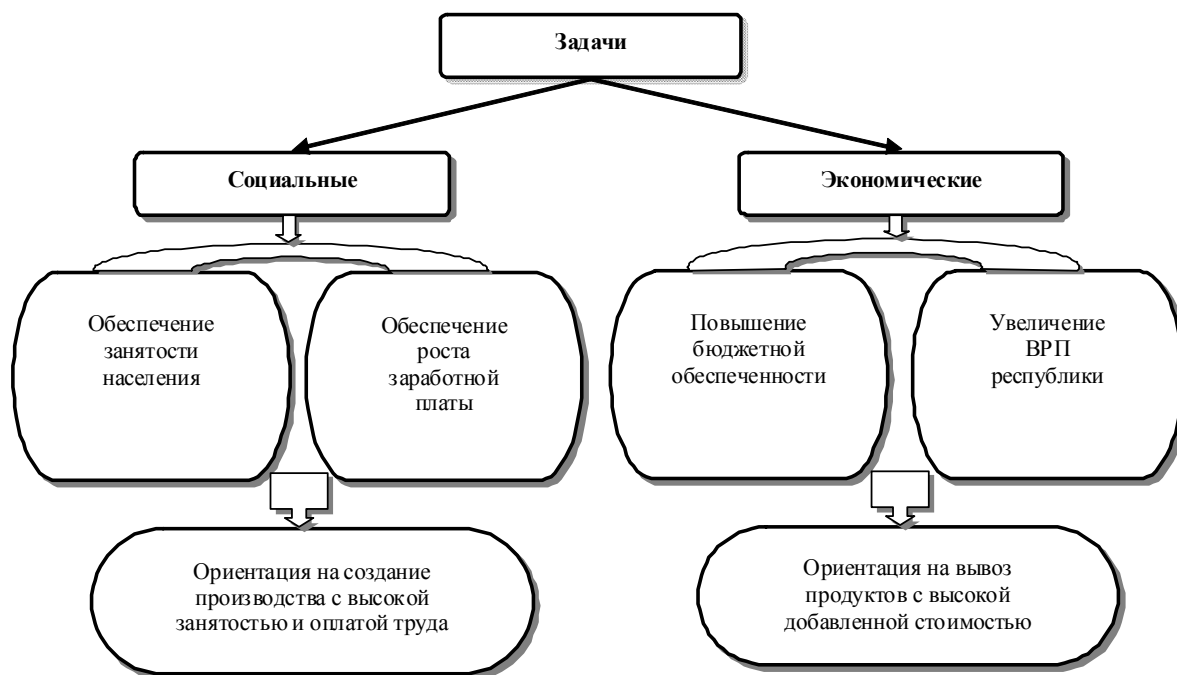 Задачи
Социальные
Экономические
Обеспечение
занятости
населения
Обеспечение
роста
заработной
платы
Повышение
бюджетной
обеспеченности
Увеличение
ВРП
республики
Ориентация на создание
производства с высокой
занятостью и оплатой труда
Ориентация на вывоз
продуктов с высокой
добавленной стоимостью